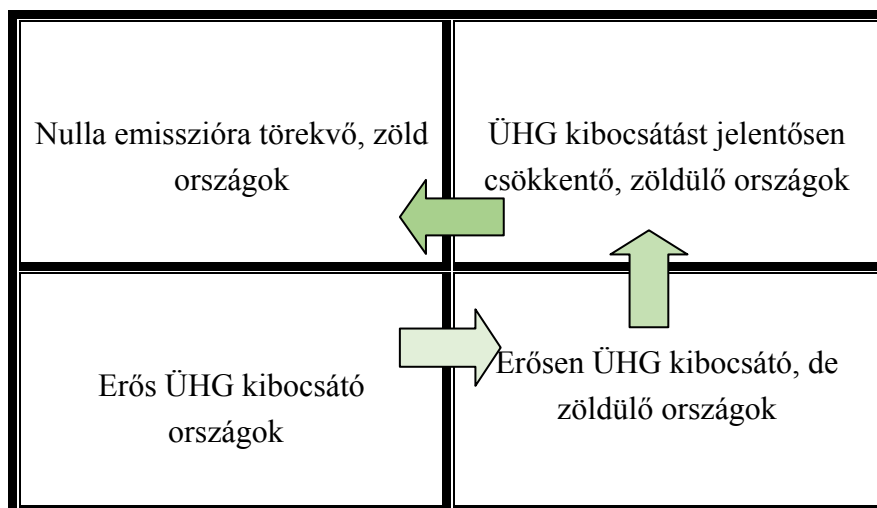 Nulla emisszióra törekvő, zöld
országok
ÜHG kibocsátást jelentősen
csökkentő, zöldülő országok
Erős ÜHG kibocsátó
országok
Erősen ÜHG kibocsátó, de
zöldülő országok